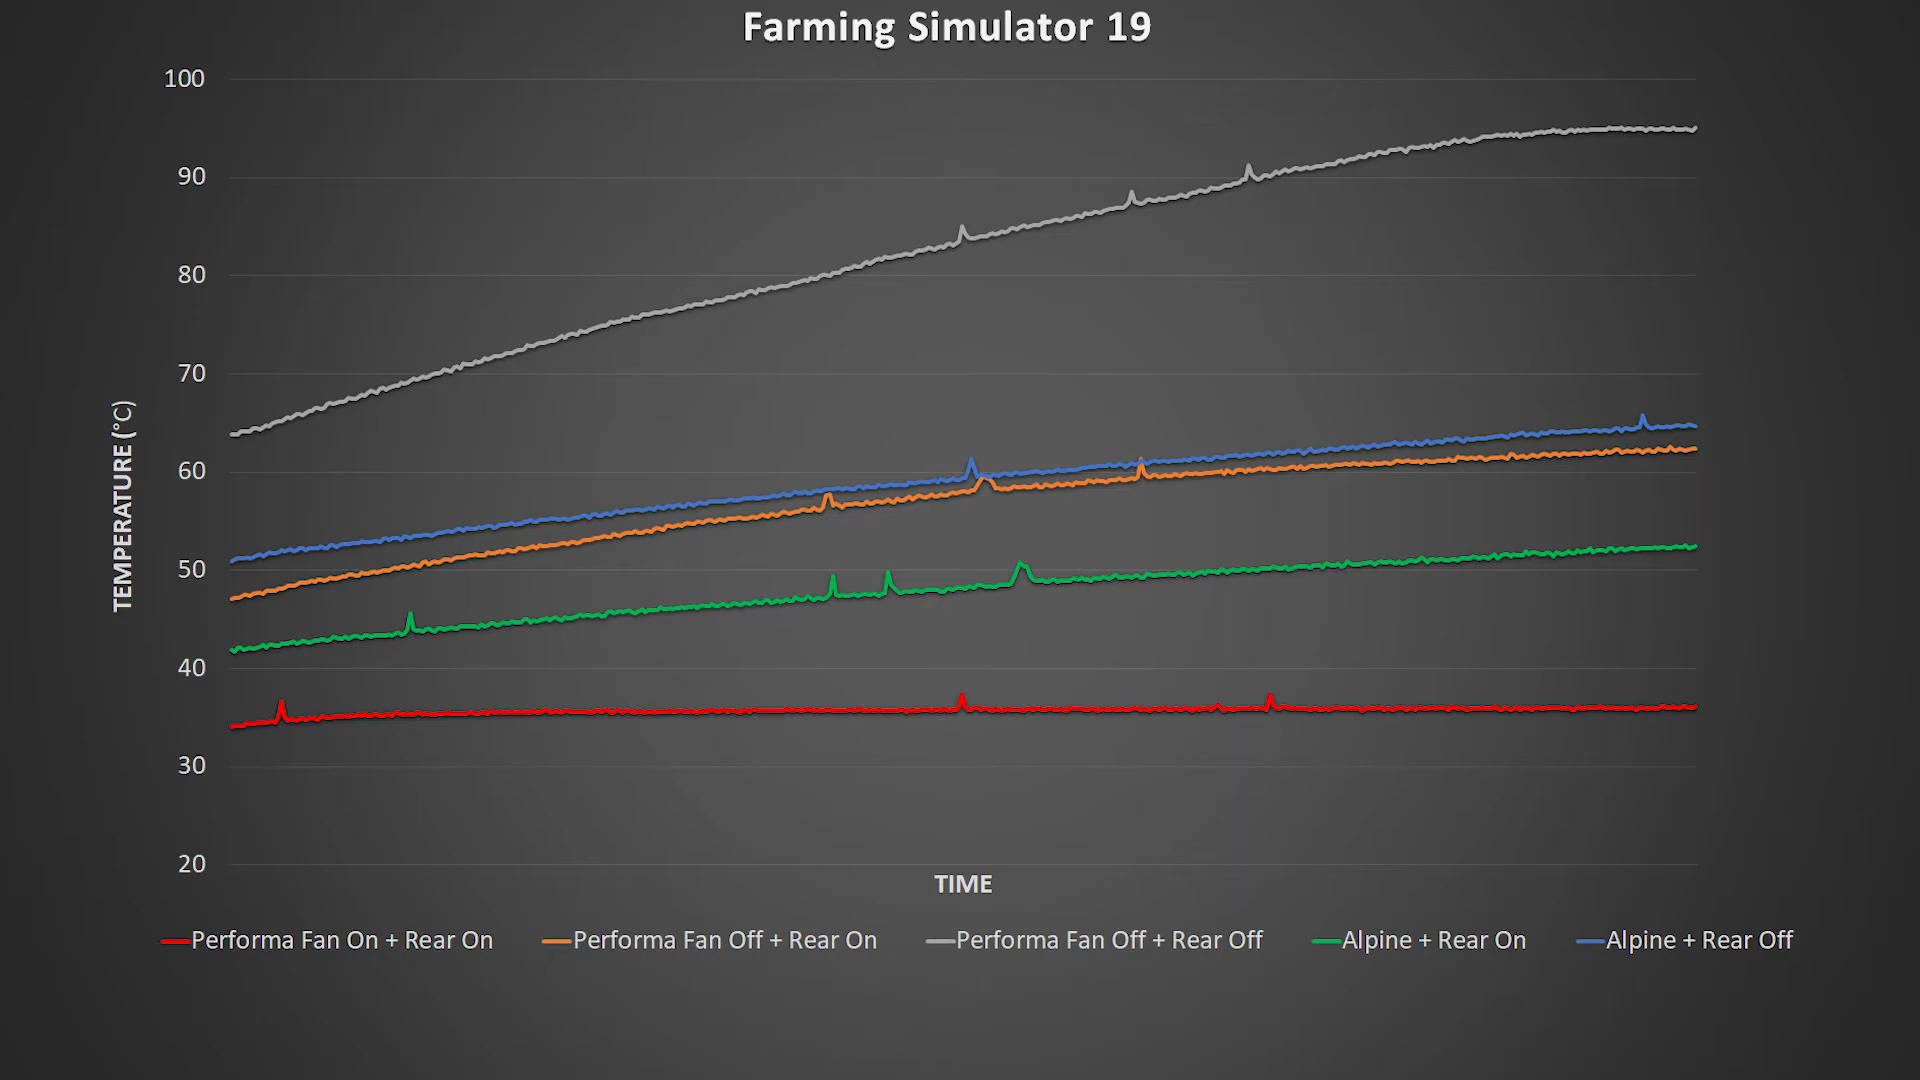 Farming Simulator 19
100
90
80
70
60
50
40
30
20
TEMPERATURE (°C)
TIME
Performa Fan On + Rear On
Performa Fan Off + Rear On
Performa Fan Off + Rear Off
Alpine + Rear On
Alpine + Rear Off